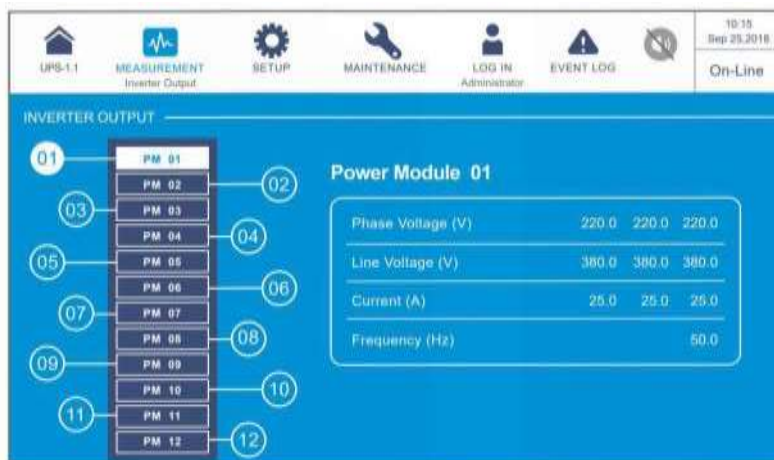 UPS-1.1
MEASUREMENT
Inverter Output
SETUP
MAINTENANCE
LOG IN
Administrator
EVENT LOG
10:15
Sep 25,2018
On-Line
INVERTER OUTPUT
01 PM 01
PM 02 02
03 PM 03
PM 04 04
05 PM 05
PM 06 06
07 PM 07
PM 08 08
09 PM 09
PM 10 10
11 PM 11
PM 12 12
Power Module 01
Phase Voltage (V) 220.0 220.0 220.0
Line Voltage (V) 380.0 380.0 380.0
Current (A) 25.0 25.0 25.0
Frequency (Hz) 50.0